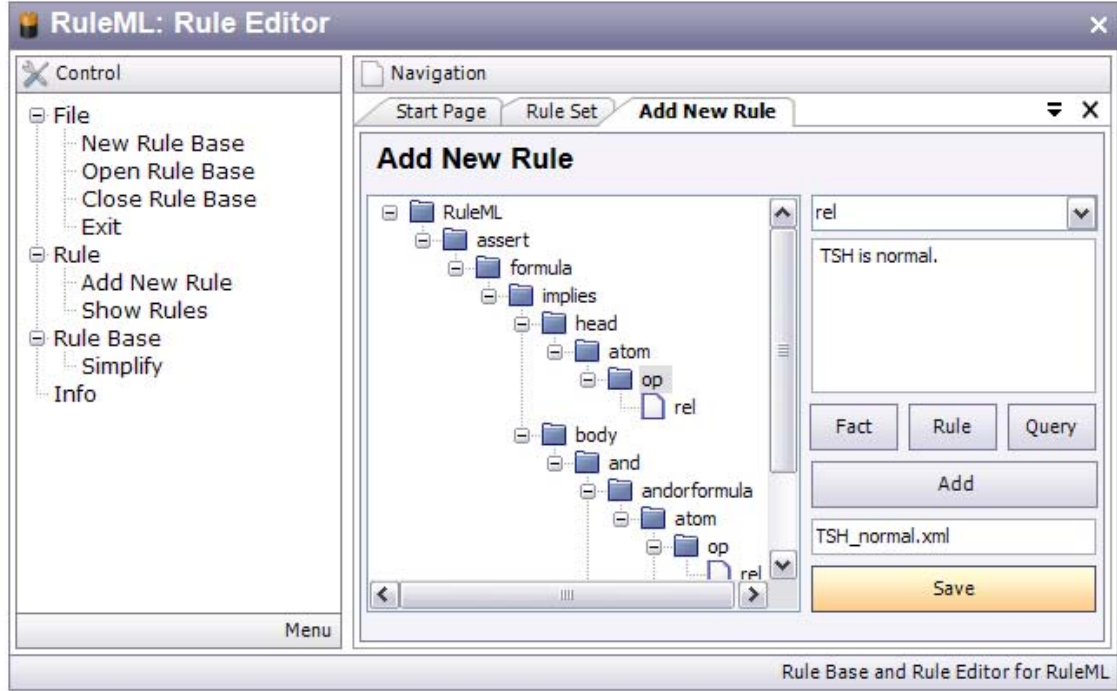 RuleML: Rule Editor
Control
File
New Rule Base
Open Rule Base
Close Rule Base
Exit
Rule
Add New Rule
Show Rules
Rule Base
Simplify
Info
Menu
Navigation
Start Page
Rule Set
Add New Rule
Add New Rule
RuleML
assert
formula
implies
head
atom
op
rel
body
and
andorformula
atom
op
rel
rel
TSH is normal.
Fact
Rule
Query
Add
TSH_normal.xml
Save
Rule Base and Rule Editor for RuleML